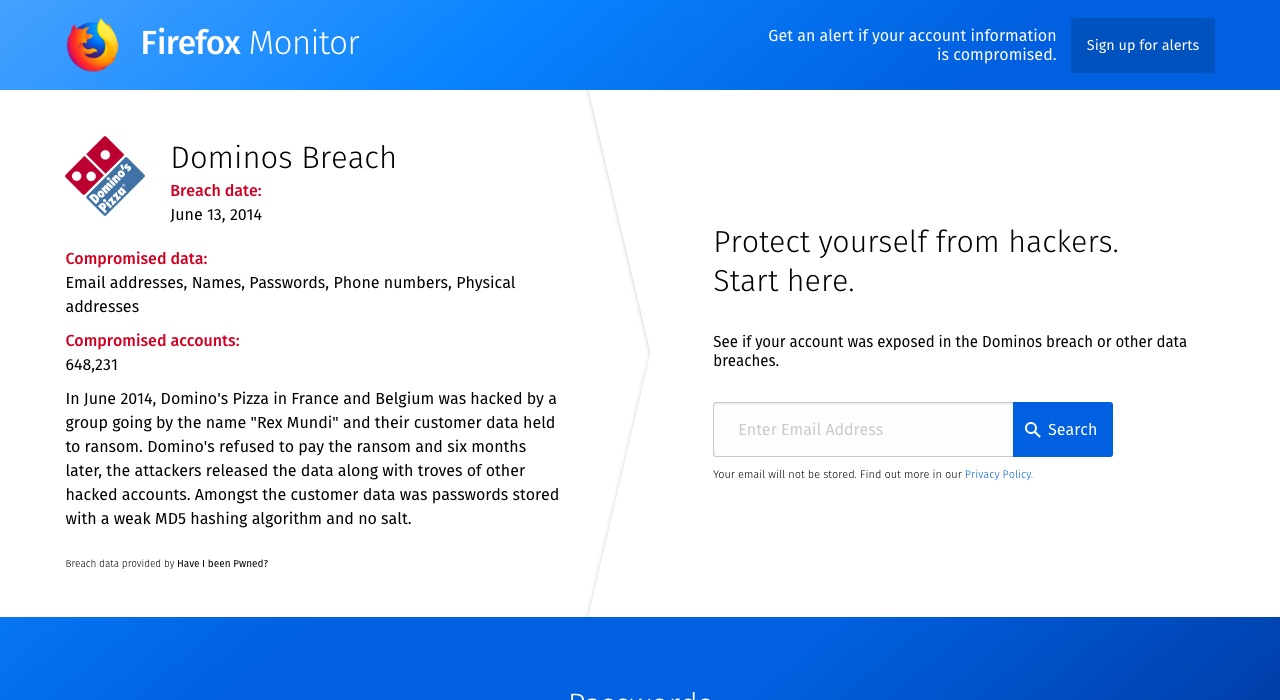 Firefox Monitor
Get an alert if your account information
is compromised.
Sign up for alerts
Domino's
Pizza
Dominos Breach
Breach date:
June 13, 2014
Compromised data:
Email addresses, Names, Passwords, Phone numbers, Physical
addresses
Compromised accounts:
648,231
In June 2014, Domino's Pizza in France and Belgium was hacked by a
group going by the name "Rex Mundi" and their customer data held
to ransom. Domino's refused to pay the ransom and six months
later, the attackers released the data along with troves of other
hacked accounts. Amongst the customer data was passwords stored
with a weak MD5 hashing algorithm and no salt.
Breach data provided by Have I been Pwned?
Protect yourself from hackers.
Start here.
See if your account was exposed in the Dominos breach or other data
breaches.
Enter Email Address
Search
Your email will not be stored. Find out more in our Privacy Policy.
Passwords